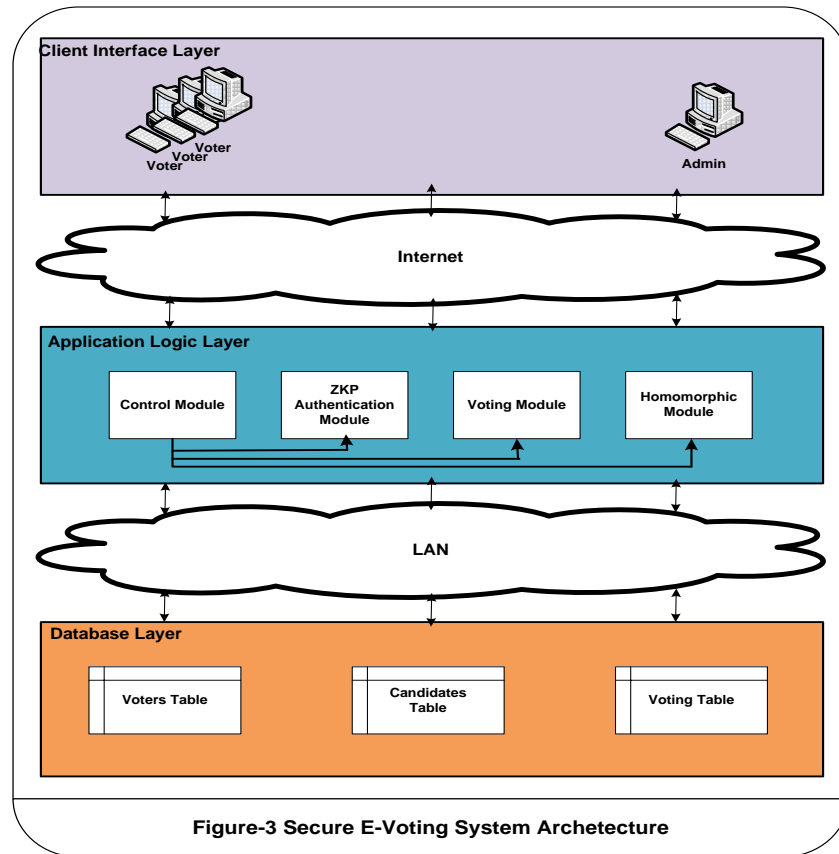 Client Interface Layer
Voter
Voter
Voter
Admin
Internet
Application Logic Layer
Control Module
ZKP
Authentication
Module
Voting Module
Homomorphic
Module
LAN
Database Layer
Voters Table
Candidates
Table
Voting Table
Figure-3 Secure E-Voting System Archetecture